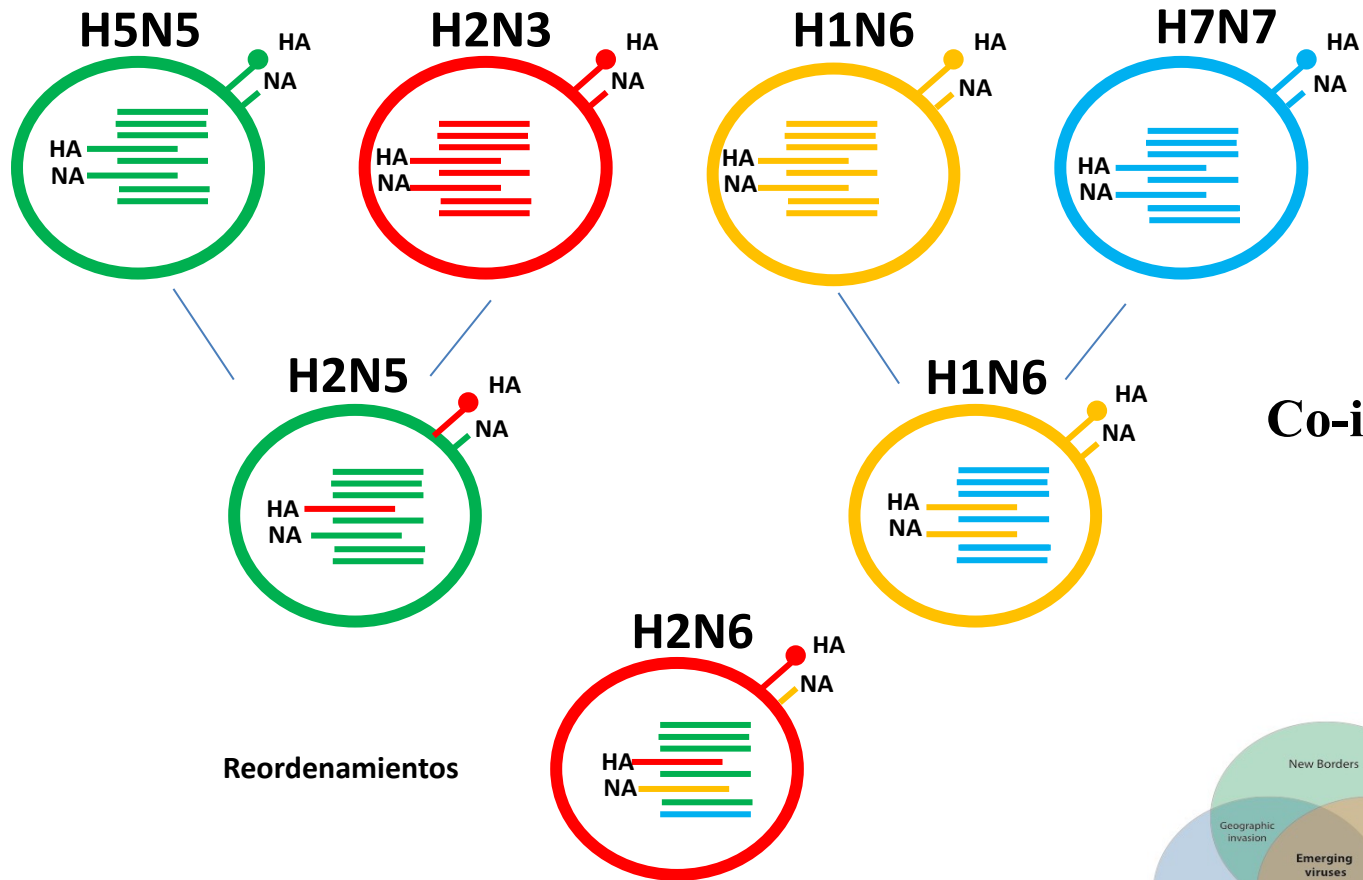 H5N5
HA
NA
HA
NA
H2N3
HA
NA
HA
NA
H1N6
HA
NA
HA
NA
H7N7
HA
NA
HA
NA
H2N5
HA
NA
HA
NA
H1N6
HA
NA
HA
NA
Co-i
H2N6
HA
NA
HA
NA
Reordenamientos
New Borders
Geographic
invasion
Emerging
viruses